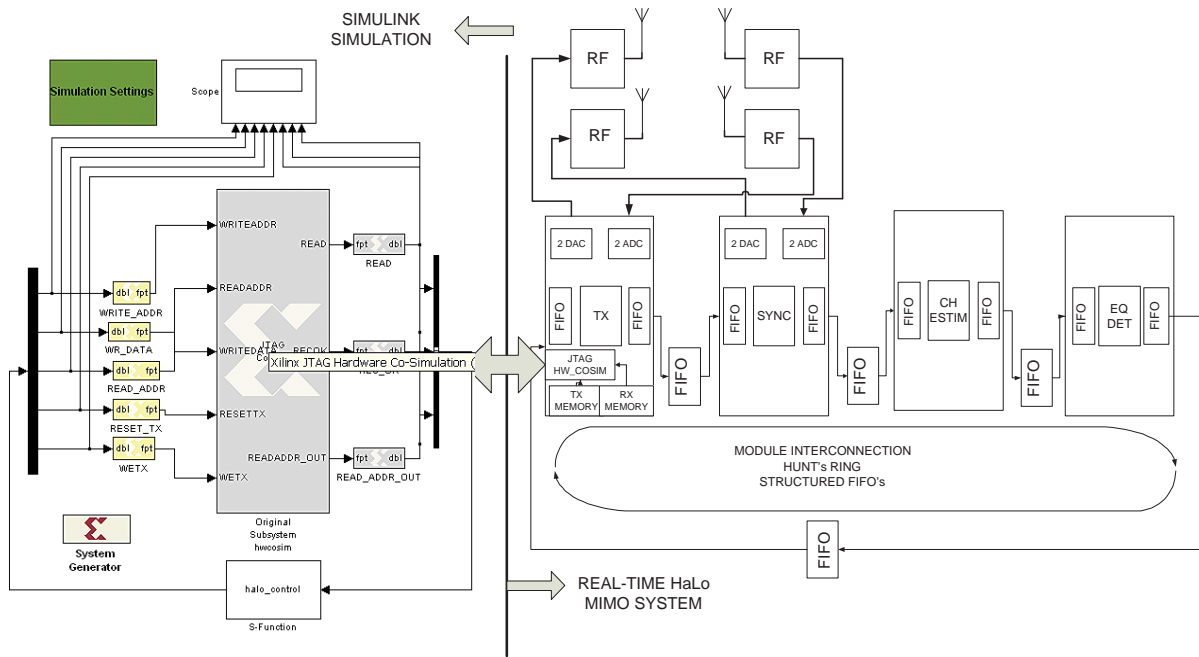 SIMULINK
SIMULATION
Simulation Settings
Scope
WRITEADDR
READADDR
WRITEDATA
RESETTX
WETX
READ
RECOK
READADDR_OUT
JTAG
Co
Xilinx JTAG Hardware Co-Simulation (
dbl fpt
WRITE_ADDR
dbl fpt
WR_DATA
dbl fpt
READ_ADDR
dbl fpt
RESET_TX
dbl fpt
WETX
fpt dbl
READ
fpt dbl
READ_ADDR_OUT
Original
Subsystem
hwcosim
System
Generator
halo_control
S-Function
RF
RF
RF
RF
2 DAC
2 ADC
FIFO
TX
FIFO
JTAG
HW_COSIM
TX
MEMORY
RX
MEMORY
FIFO
2 DAC
2 ADC
FIFO
SYNC
FIFO
FIFO
FIFO
CH
ESTIM
FIFO
FIFO
FIFO
EQ
DET
FIFO
MODULE INTERCONNECTION
HUNT's RING
STRUCTURED FIFO's
FIFO
REAL-TIME HaLo
MIMO SYSTEM